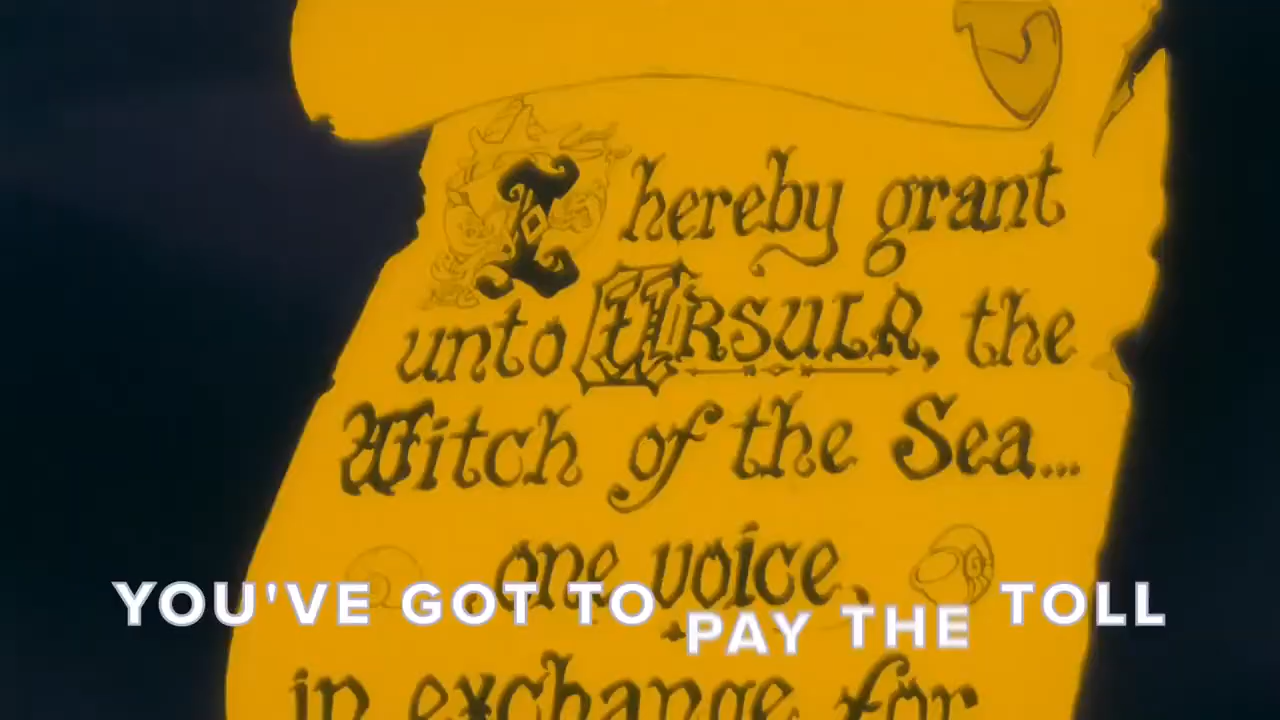 I hereby grant
unto URSULA, the
Witch of the Sea...
one voice,
in exchange for
YOU'VE GOT TO PAY THE TOLL